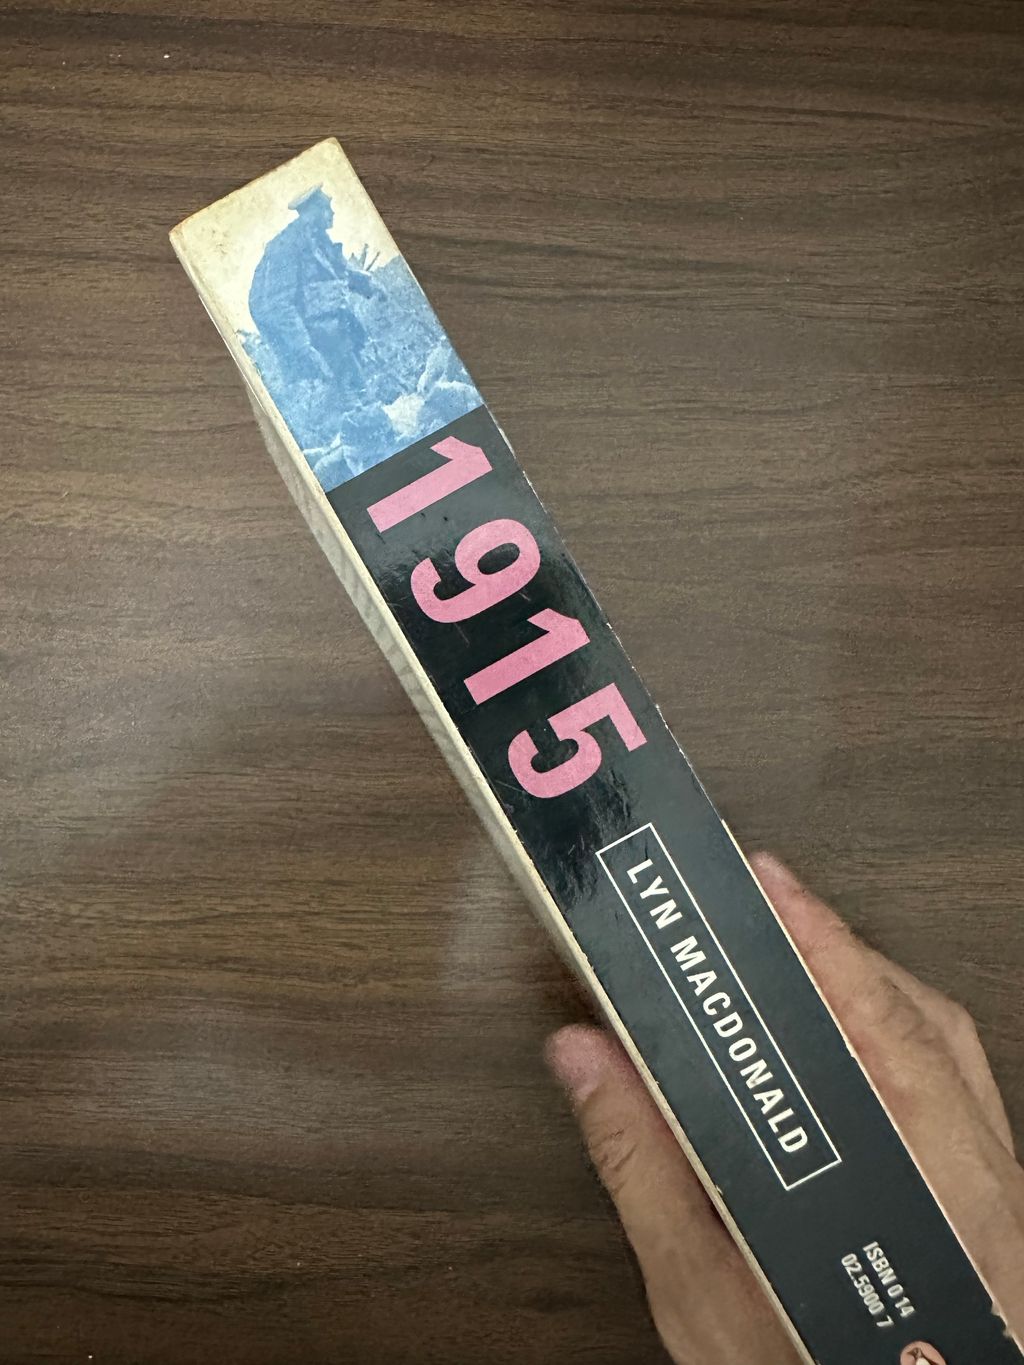 1915
LYN MACDONALD
ISBN 0 14
02.5900 7